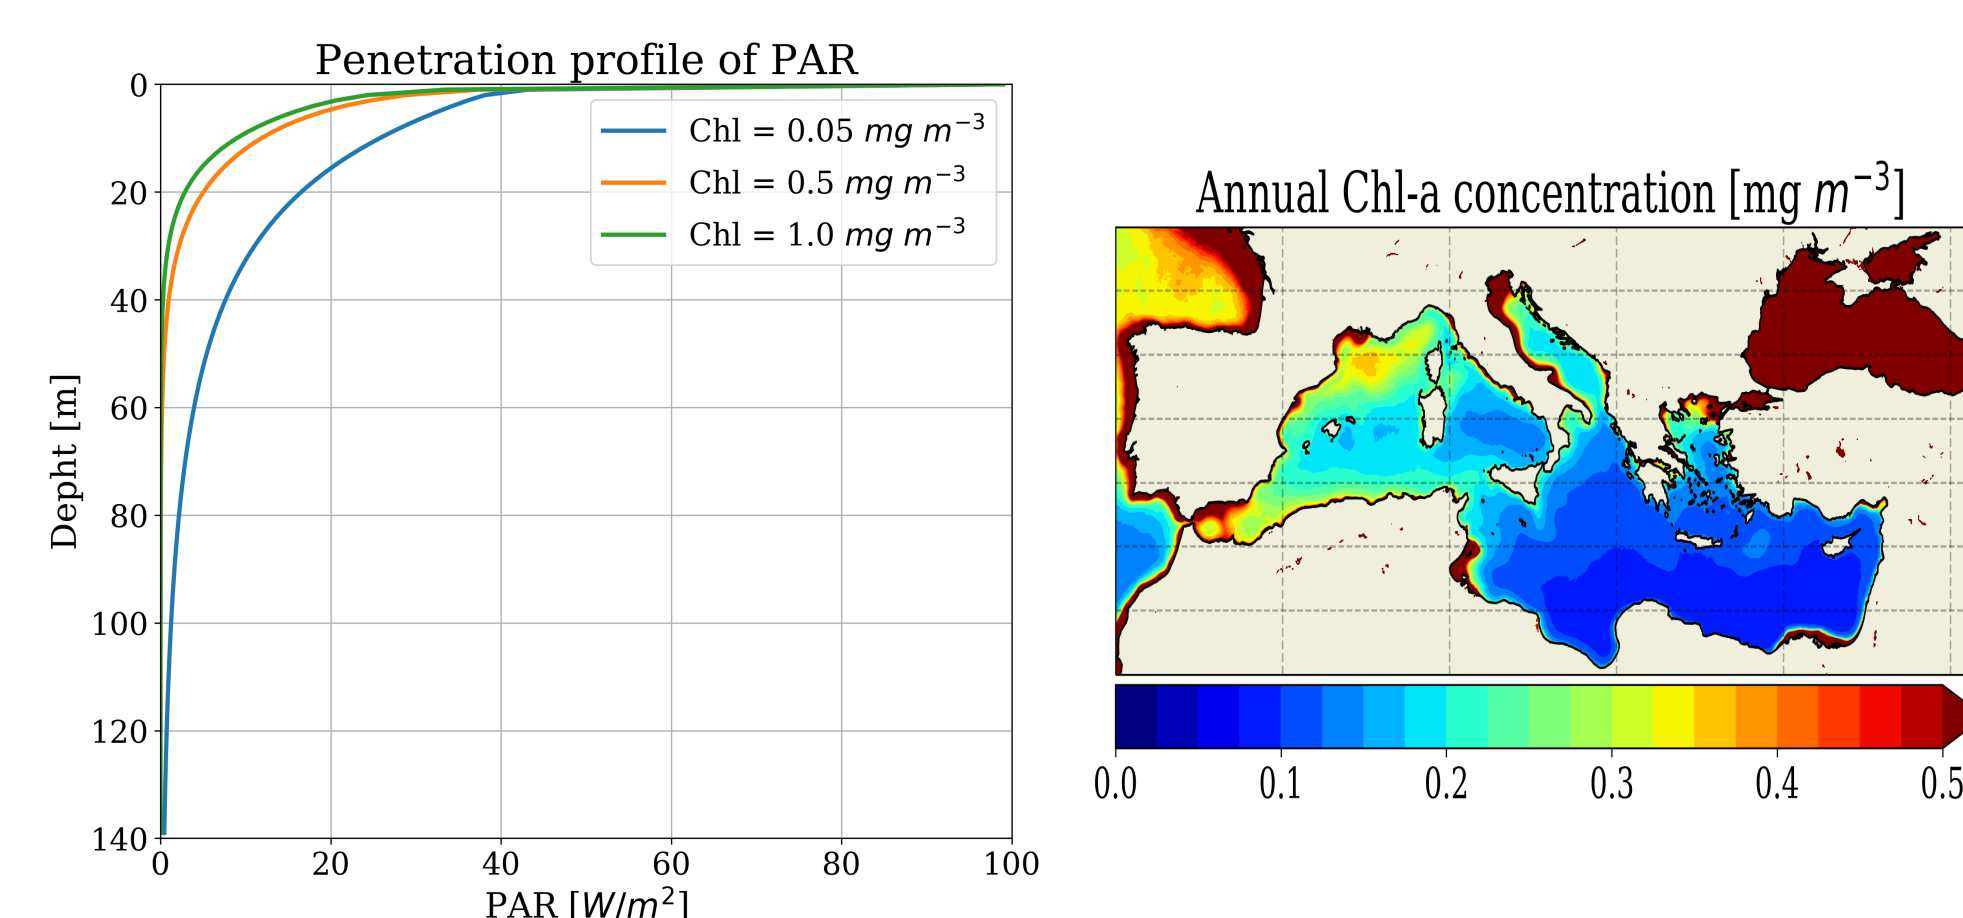 Penetration profile of PAR
0
20
40
60
80
100
120
140
Depht [m]
0 20 40 60 80 100
PAR [W/m²]
Chl = 0.05 mg m⁻³
Chl = 0.5 mg m⁻³
Chl = 1.0 mg m⁻³
Annual Chl-a concentration [mg m⁻³]
0.0 0.1 0.2 0.3 0.4 0.5